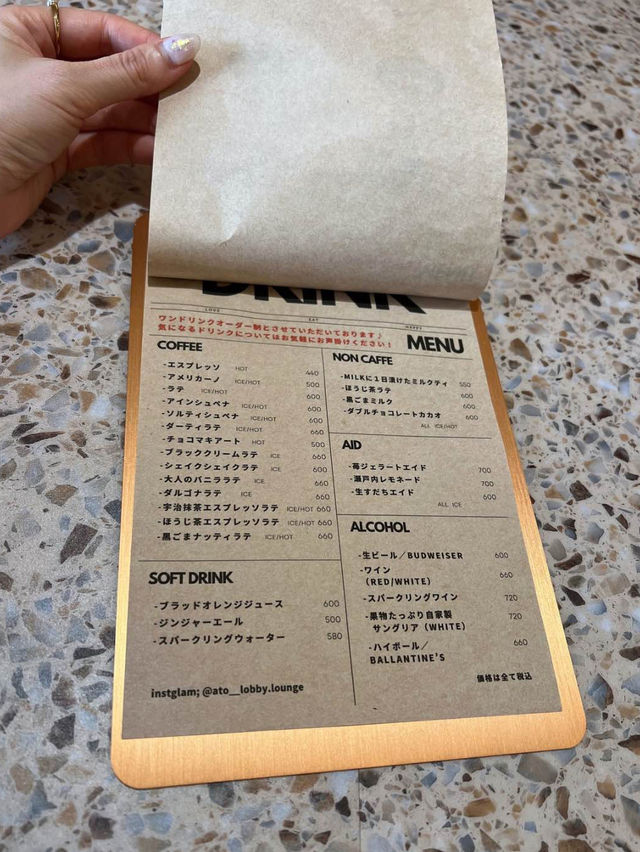 DRINK
LOVE EAT HAPPY
ワンドリンクオーダー制とさせていただいております♪
気になるドリンクについてはお気軽にお声掛けください！
MENU
COFFEE
-エスプレッソ HOT 440
-アメリカーノ ICE/HOT 500
-ラテ ICE/HOT 600
-アインシュペナ ICE/HOT 600
-ソルティシュペナ ICE/HOT 600
-ダーティラテ ICE/HOT 660
-チョコマキアート HOT 500
-ブラッククリームラテ ICE 660
-シェイクシェイクラテ ICE 600
-大人のバニララテ ICE 660
-ダルゴナラテ ICE 660
-宇治抹茶エスプレッソラテ ICE/HOT 660
-ほうじ茶エスプレッソラテ ICE/HOT 660
-黒ごまナッティラテ ICE/HOT 660
SOFT DRINK
-ブラッドオレンジジュース 600
-ジンジャーエール 500
-スパークリングウォーター 580
instglam; @ato__lobby.lounge
NON CAFFE
-MILKに１日漬けたミルクティ 550
-ほうじ茶ラテ 600
-黒ごまミルク 600
-ダブルチョコレートカカオ 600
ALL ICE/HOT
AID
-苺ジェラートエイド 700
-瀬戸内レモネード 700
-生すだちエイド 600
ALL ICE
ALCOHOL
-生ビール／BUDWEISER 600
-ワイン
（RED/WHITE） 660
-スパークリングワイン 720
-果物たっぷり自家製 720
サングリア（WHITE）
-ハイボール／ 660
BALLANTINE'S
価格は全て税込